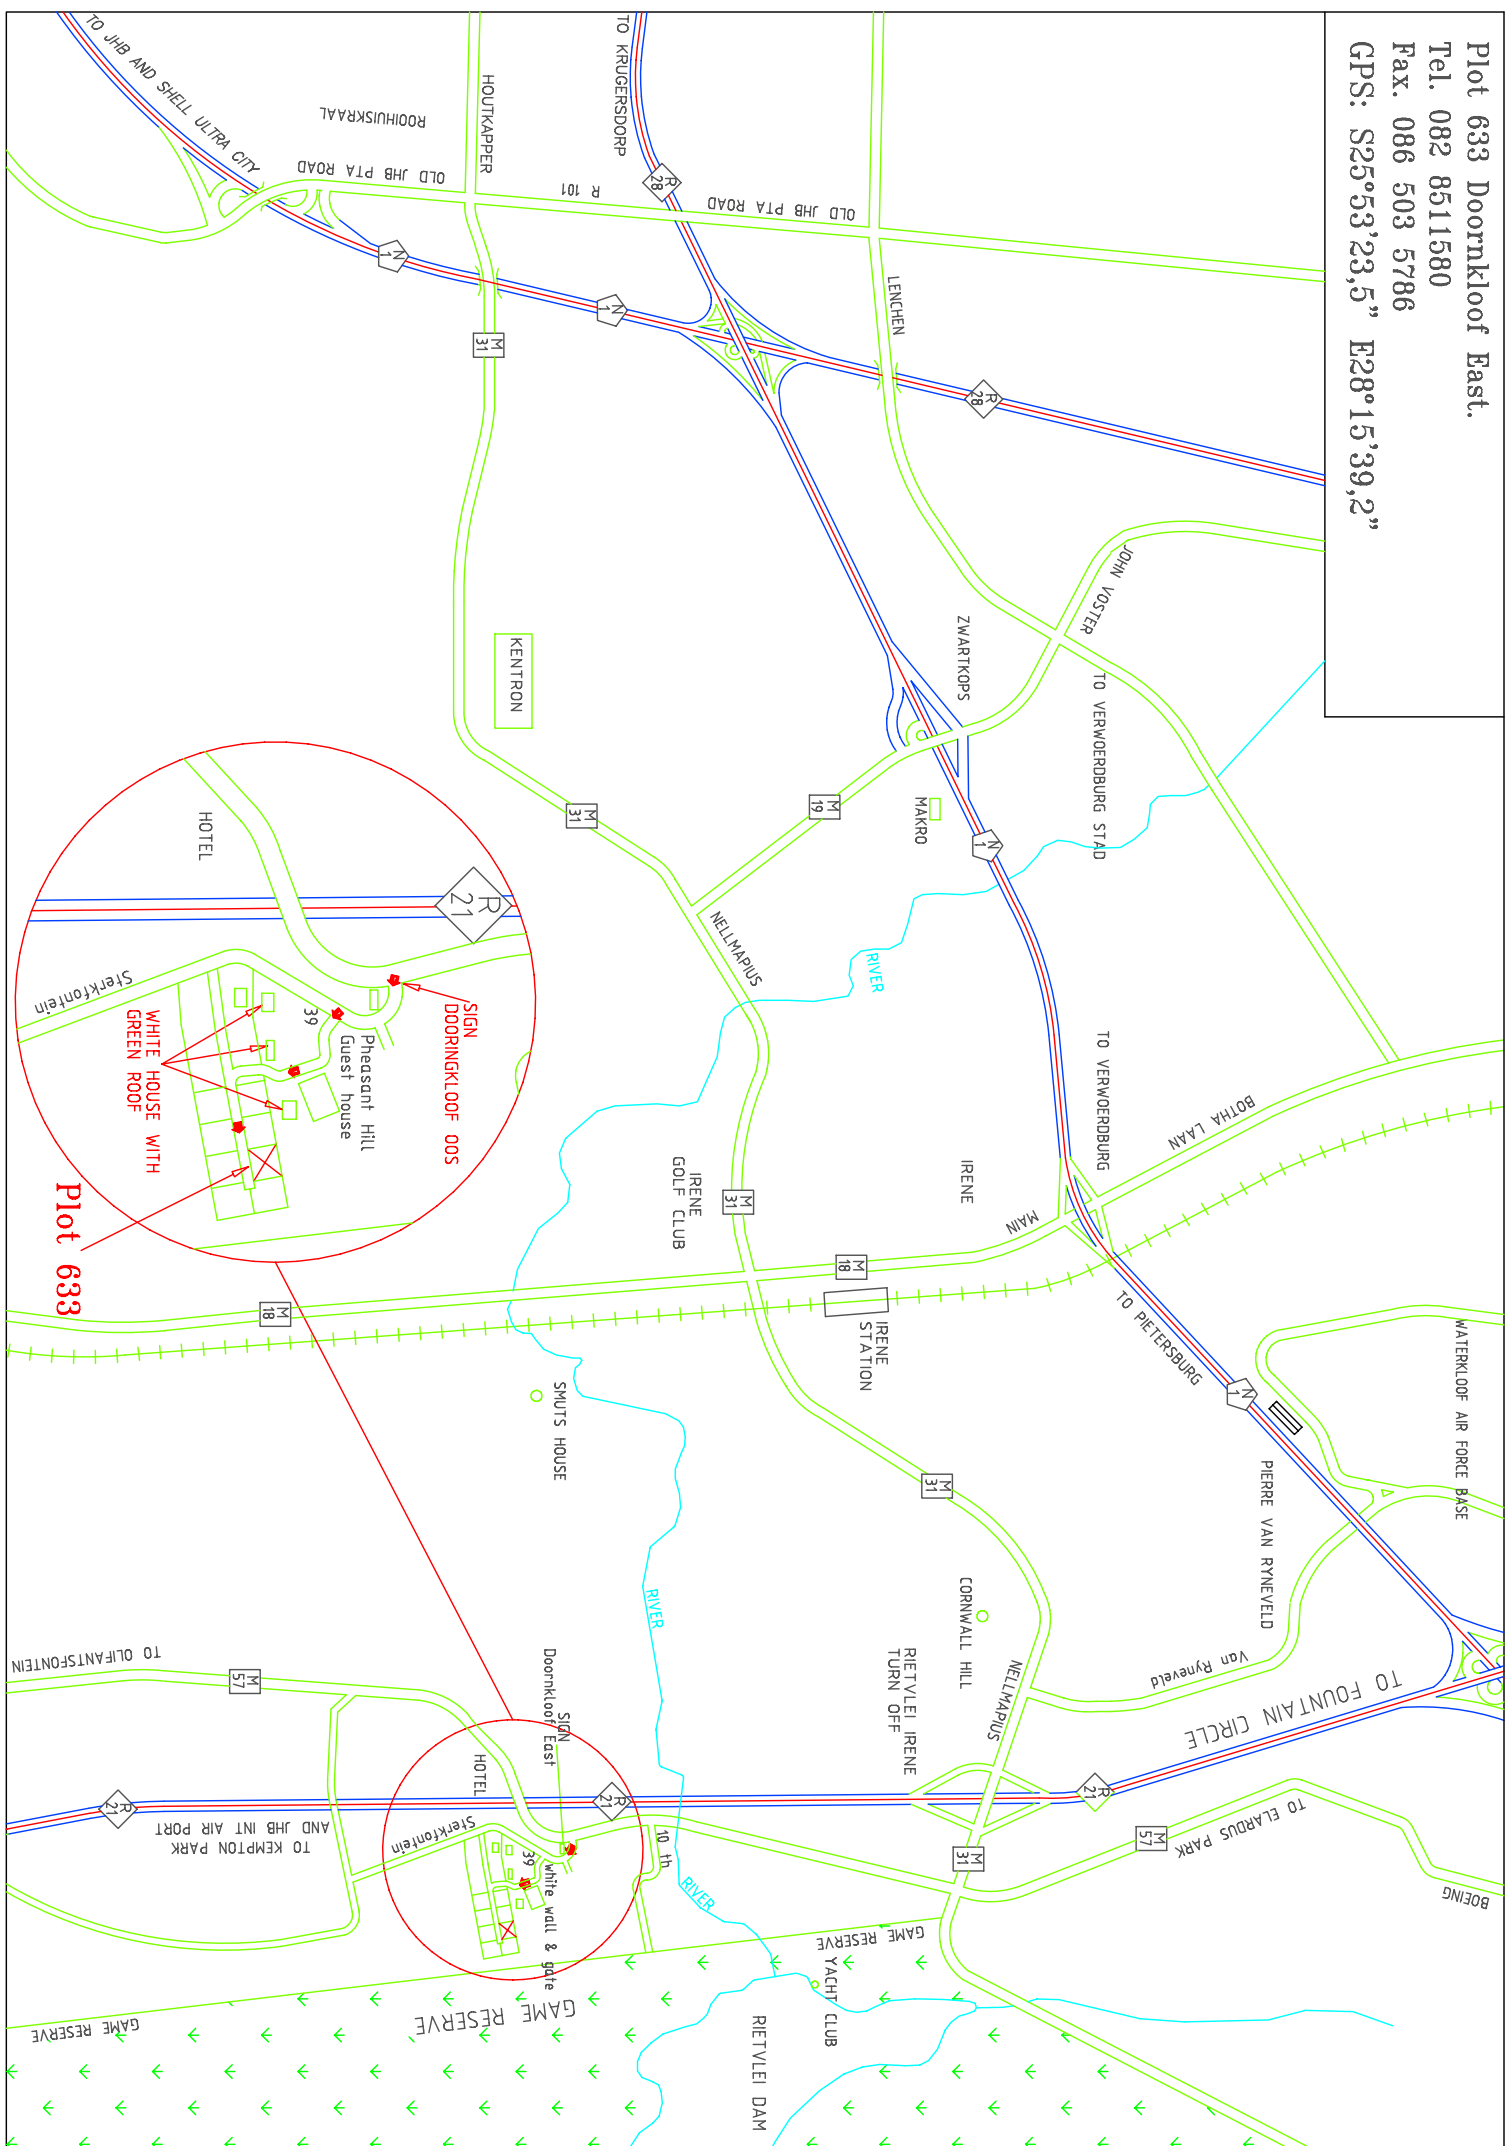 Plot 633 Doornkloof East.
Tel. 082 8511580
Fax. 086 503 5786
GPS: S25°53'23,5" E28°15'39,2"
WATERKLOOF AIR FORCE BASE
BOEING
TO ELARDUS PARK
M
57
TO FOUNTAIN CIRCLE
PIERRE VAN RYNEVELD
Van Ryneveld
N
1
TO PIETERSBURG
BOTHA LAAN
TO VERWOERDBURG
MAIN
IRENE
JOHN VOSTER
TO VERWOERDBURG STAD
ZWARTKOPS
MAKRO
N
1
M
19
LENCHEN
R
28
OLD JHB PTA ROAD
R
28
TO KRUGERSDORP
R 101
N
1
HOUTKAPPER
M
31
N
1
OLD JHB PTA ROAD
ROOIHUISKRAAL
TO JHB AND SHELL ULTRA CITY
KENTRON
M
31
NELLMAPIUS
RIVER
IRENE
GOLF CLUB
M
31
M
18
IRENE
STATION
M
18
SMUTS HOUSE
M
31
CORNWALL HILL
NELLMAPIUS
RIETVLEI IRENE
TURN OFF
R
21
M
31
RIVER
RIVER
R
21
10 th
SIGN
Doornkloof East
HOTEL
Sterkfontein
39
white wall & gate
M
57
TO OLIFANTSFONTEIN
R
21
TO KEMPTON PARK
AND JHB INT AIR PORT
GAME RESERVE
YACHT CLUB
RIETVLEI DAM
GAME RESERVE
GAME RESERVE
HOTEL
R
21
SIGN
DOORINGKLOOF OOS
Pheasant Hill
Guest house
39
Sterkfontein
WHITE HOUSE WITH
GREEN ROOF
Plot 633